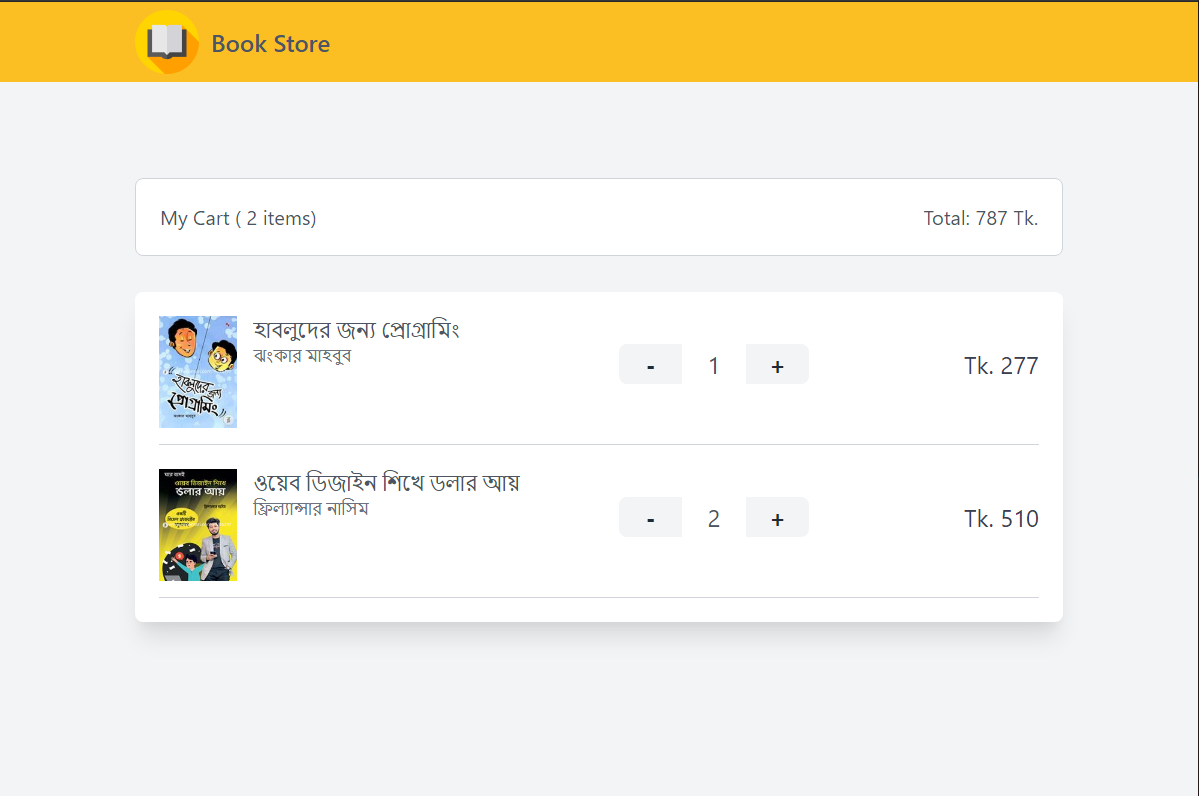 Book Store
My Cart ( 2 items)
Total: 787 Tk.
হাবলুদের জন্য প্রোগ্রামিং
ঝংকার মাহবুব
- 1 +
Tk. 277
হাবলুদের জন্য
প্রোগ্রামিং
ওয়েব ডিজাইন শিখে ডলার আয়
ফ্রিল্যান্সার নাসিম
- 2 +
Tk. 510
ওয়েব ডিজাইন শিখে
ডলার আয়